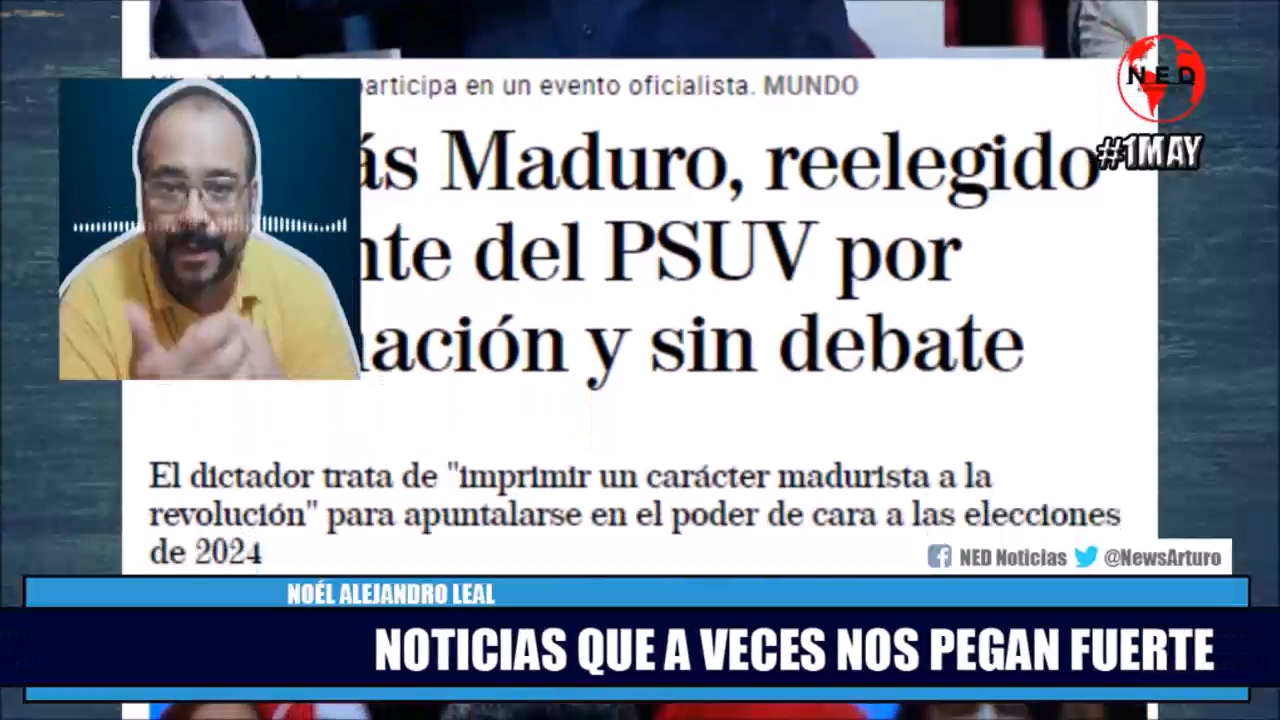 participa en un evento oficialista. MUNDO
NED
#1MAY
ás Maduro, reelegido
nte del PSUV por
nación y sin debate
El dictador trata de "imprimir un carácter madurista a la
revolución" para apuntalarse en el poder de cara a las elecciones
de 2024
NED Noticias @NewsArturo
NOÉL ALEJANDRO LEAL
NOTICIAS QUE A VECES NOS PEGAN FUERTE